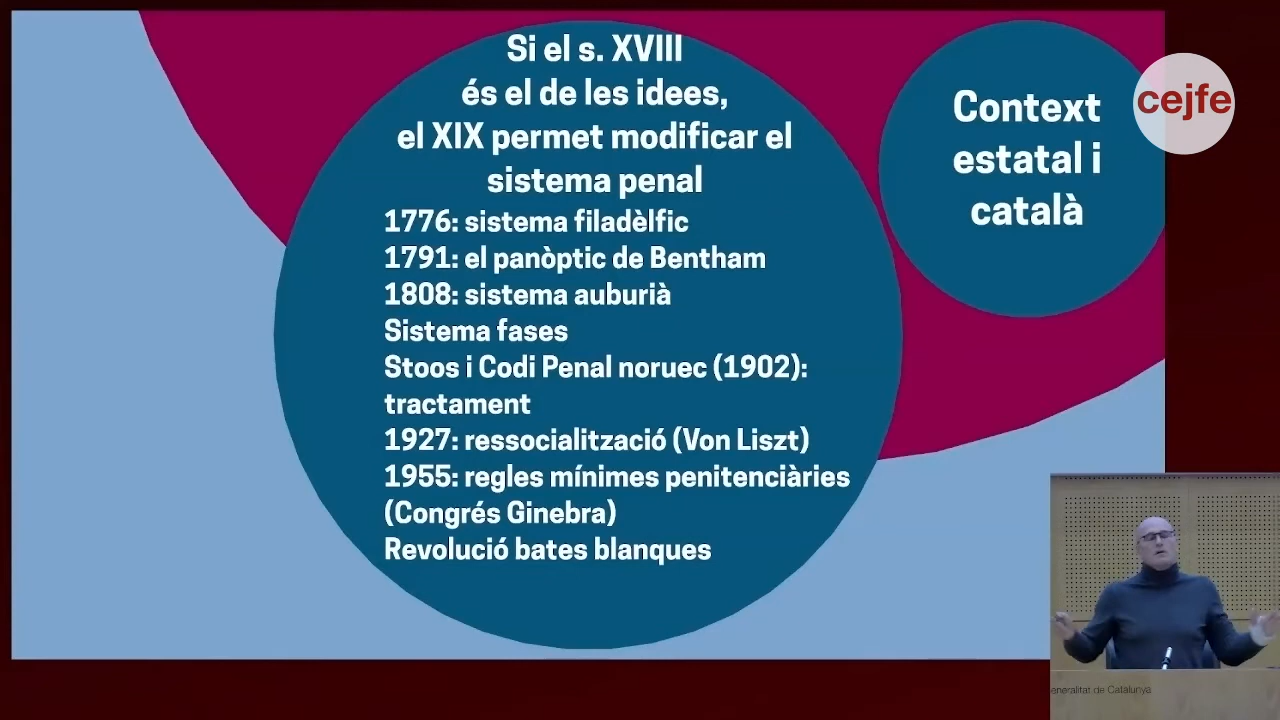 Si el s. XVIII
és el de les idees,
el XIX permet modificar el
sistema penal
1776: sistema filadèlfic
1791: el panòptic de Bentham
1808: sistema auburià
Sistema fases
Stoos i Codi Penal noruec (1902):
tractament
1927: ressocialització (Von Liszt)
1955: regles mínimes penitenciàries
(Congrés Ginebra)
Revolució bates blanques
Context
estatal i
català
cejfe
eneralitat de Catalunya